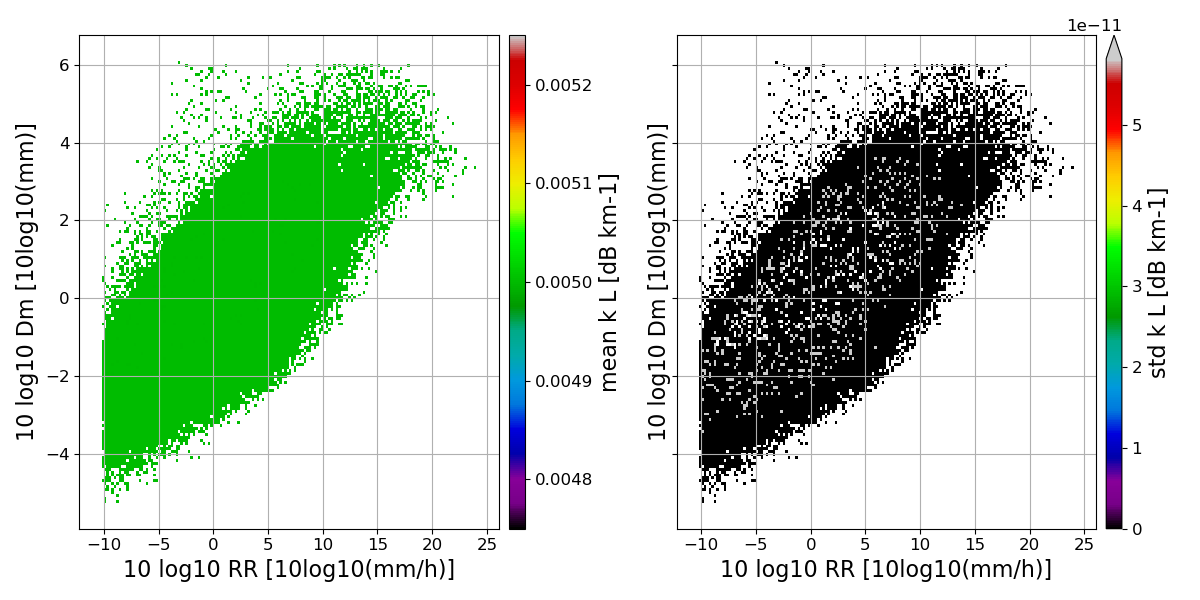 1e−11
6
4
2
0
−2
−4
−10 −5 0 5 10 15 20 25
10 log10 RR [10log10(mm/h)]
10 log10 Dm [10log10(mm)]
0.0052
0.0051
0.0050
0.0049
0.0048
mean k L [dB km-1]
−10 −5 0 5 10 15 20 25
10 log10 RR [10log10(mm/h)]
10 log10 Dm [10log10(mm)]
5
4
3
2
1
0
std k L [dB km-1]